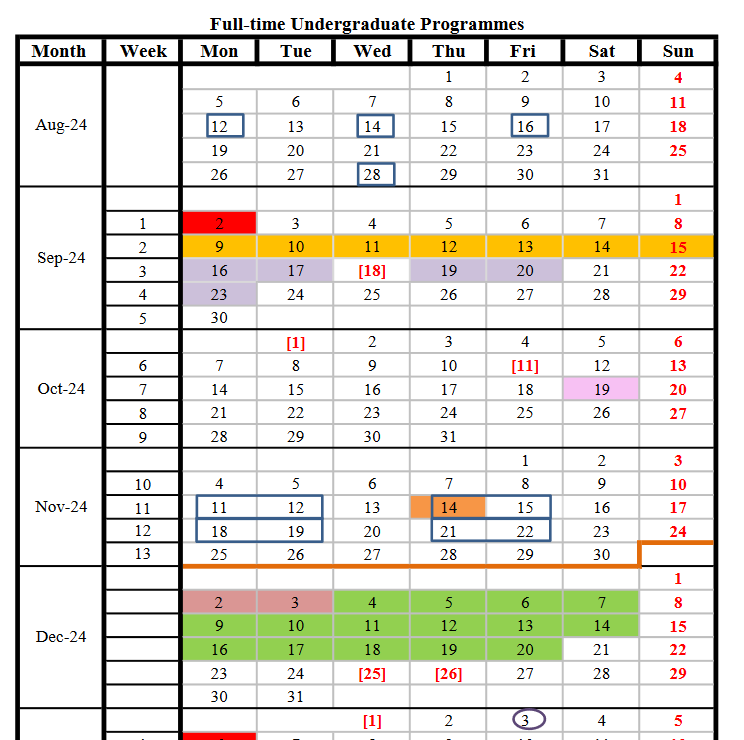 Full-time Undergraduate Programmes
Month Week Mon Tue Wed Thu Fri Sat Sun
1 2 3 4
5 6 7 8 9 10 11
Aug-24 12 13 14 15 16 17 18
19 20 21 22 23 24 25
26 27 28 29 30 31
1
1 2 3 4 5 6 7 8
2 9 10 11 12 13 14 15
Sep-24 3 16 17 [18] 19 20 21 22
4 23 24 25 26 27 28 29
5 30
[1] 2 3 4 5 6
6 7 8 9 10 [11] 12 13
Oct-24 7 14 15 16 17 18 19 20
8 21 22 23 24 25 26 27
9 28 29 30 31
1 2 3
10 4 5 6 7 8 9 10
Nov-24 11 11 12 13 14 15 16 17
12 18 19 20 21 22 23 24
13 25 26 27 28 29 30
1
2 3 4 5 6 7 8
Dec-24 9 10 11 12 13 14 15
16 17 18 19 20 21 22
23 24 [25] [26] 27 28 29
30 31
[1] 2 3 4 5